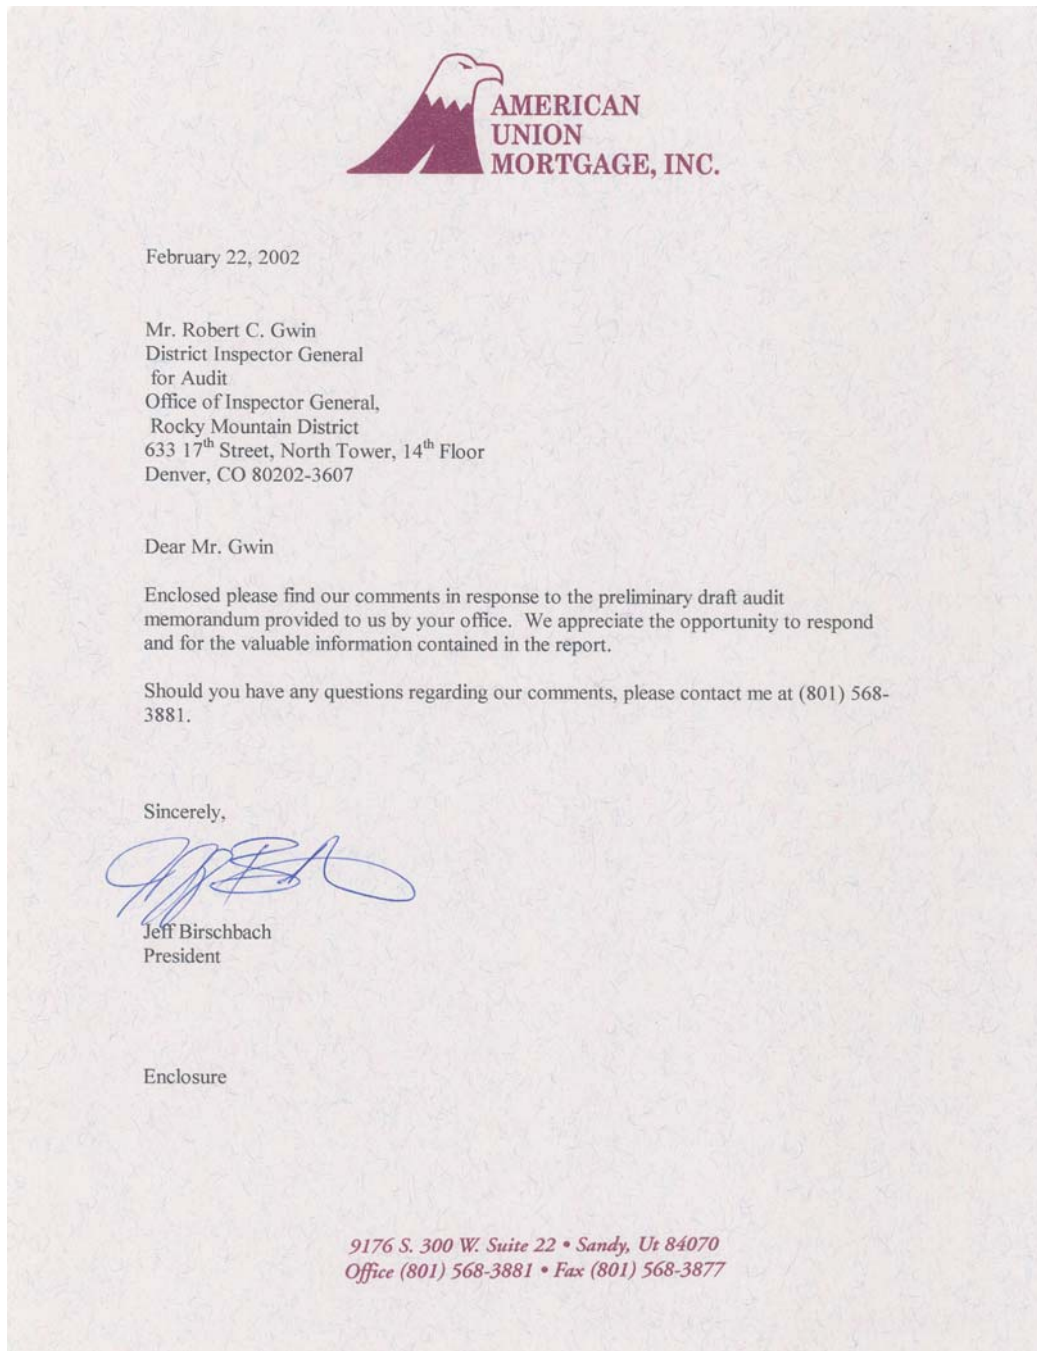 AMERICAN
UNION
MORTGAGE, INC.
February 22, 2002
Mr. Robert C. Gwin
District Inspector General
for Audit
Office of Inspector General,
Rocky Mountain District
633 17th Street, North Tower, 14th Floor
Denver, CO 80202-3607
Dear Mr. Gwin
Enclosed please find our comments in response to the preliminary draft audit
memorandum provided to us by your office.  We appreciate the opportunity to respond
and for the valuable information contained in the report.
Should you have any questions regarding our comments, please contact me at (801) 568-
3881.
Sincerely,
Jeff Birschbach
President
Enclosure
9176 S. 300 W. Suite 22 • Sandy, Ut 84070
Office (801) 568-3881 • Fax (801) 568-3877